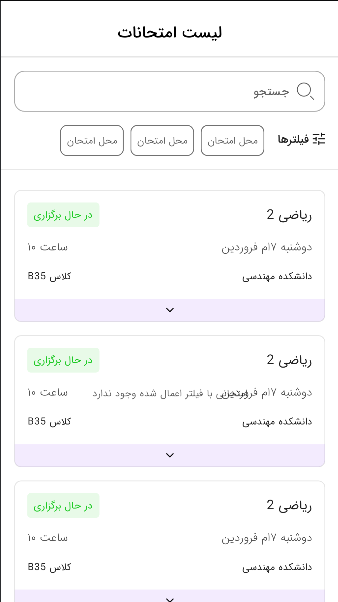 لیست امتحانات
جستجو
فیلترها
محل امتحان
محل امتحان
محل امتحان
ریاضی 2
در حال برگزاری
دوشنبه ۱۷م فروردین
ساعت ۱۰
دانشکده مهندسی
کلاس B35
ریاضی 2
در حال برگزاری
دوشنبه ۱۷م فروردین
با فیلتر اعمال شده وجود ندارد
ساعت ۱۰
دانشکده مهندسی
کلاس B35
ریاضی 2
در حال برگزاری
دوشنبه ۱۷م فروردین
ساعت ۱۰
دانشکده مهندسی
کلاس B35